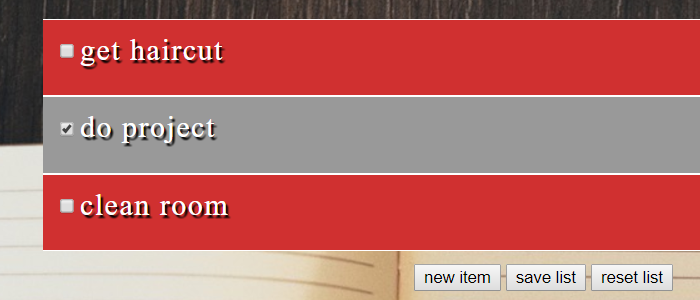 get haircut
do project
clean room
new item save list reset list